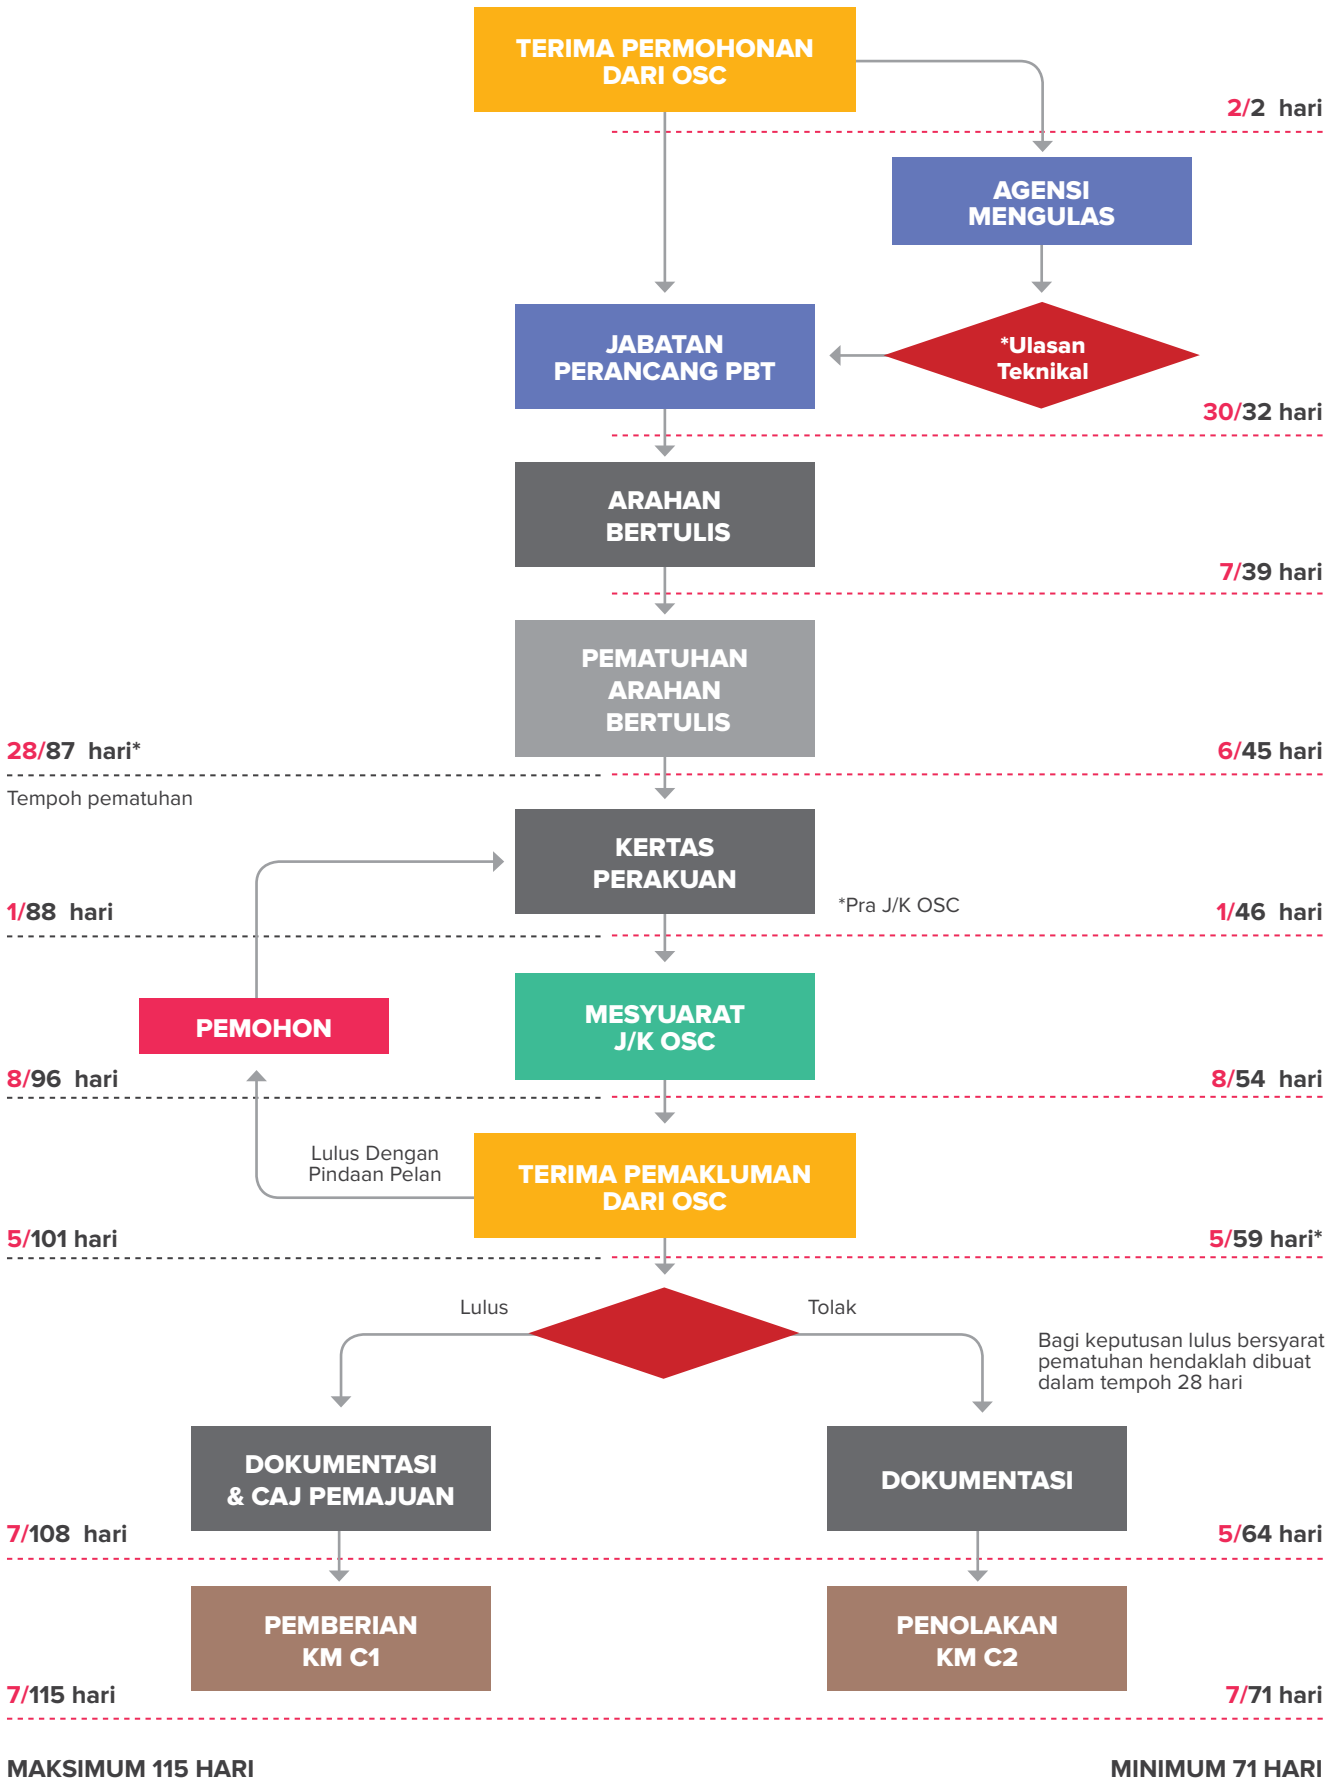 TERIMA PERMOHONAN
DARI OSC
2/2 hari
AGENSI
MENGULAS
JABATAN
PERANCANG PBT
*Ulasan
Teknikal
30/32 hari
ARAHAN
BERTULIS
7/39 hari
PEMATUHAN
ARAHAN
BERTULIS
28/87 hari*
6/45 hari
Tempoh pematuhan
KERTAS
PERAKUAN
*Pra J/K OSC
1/88 hari
1/46 hari
MESYUARAT
J/K OSC
PEMOHON
8/96 hari
8/54 hari
Lulus Dengan
Pindaan Pelan
TERIMA PEMAKLUMAN
DARI OSC
5/101 hari
5/59 hari*
Lulus
Tolak
Bagi keputusan lulus bersyarat
pematuhan hendaklah dibuat
dalam tempoh 28 hari
DOKUMENTASI
& CAJ PEMAJUAN
DOKUMENTASI
7/108 hari
5/64 hari
PEMBERIAN
KM C1
PENOLAKAN
KM C2
7/115 hari
7/71 hari
MAKSIMUM 115 HARI
MINIMUM 71 HARI